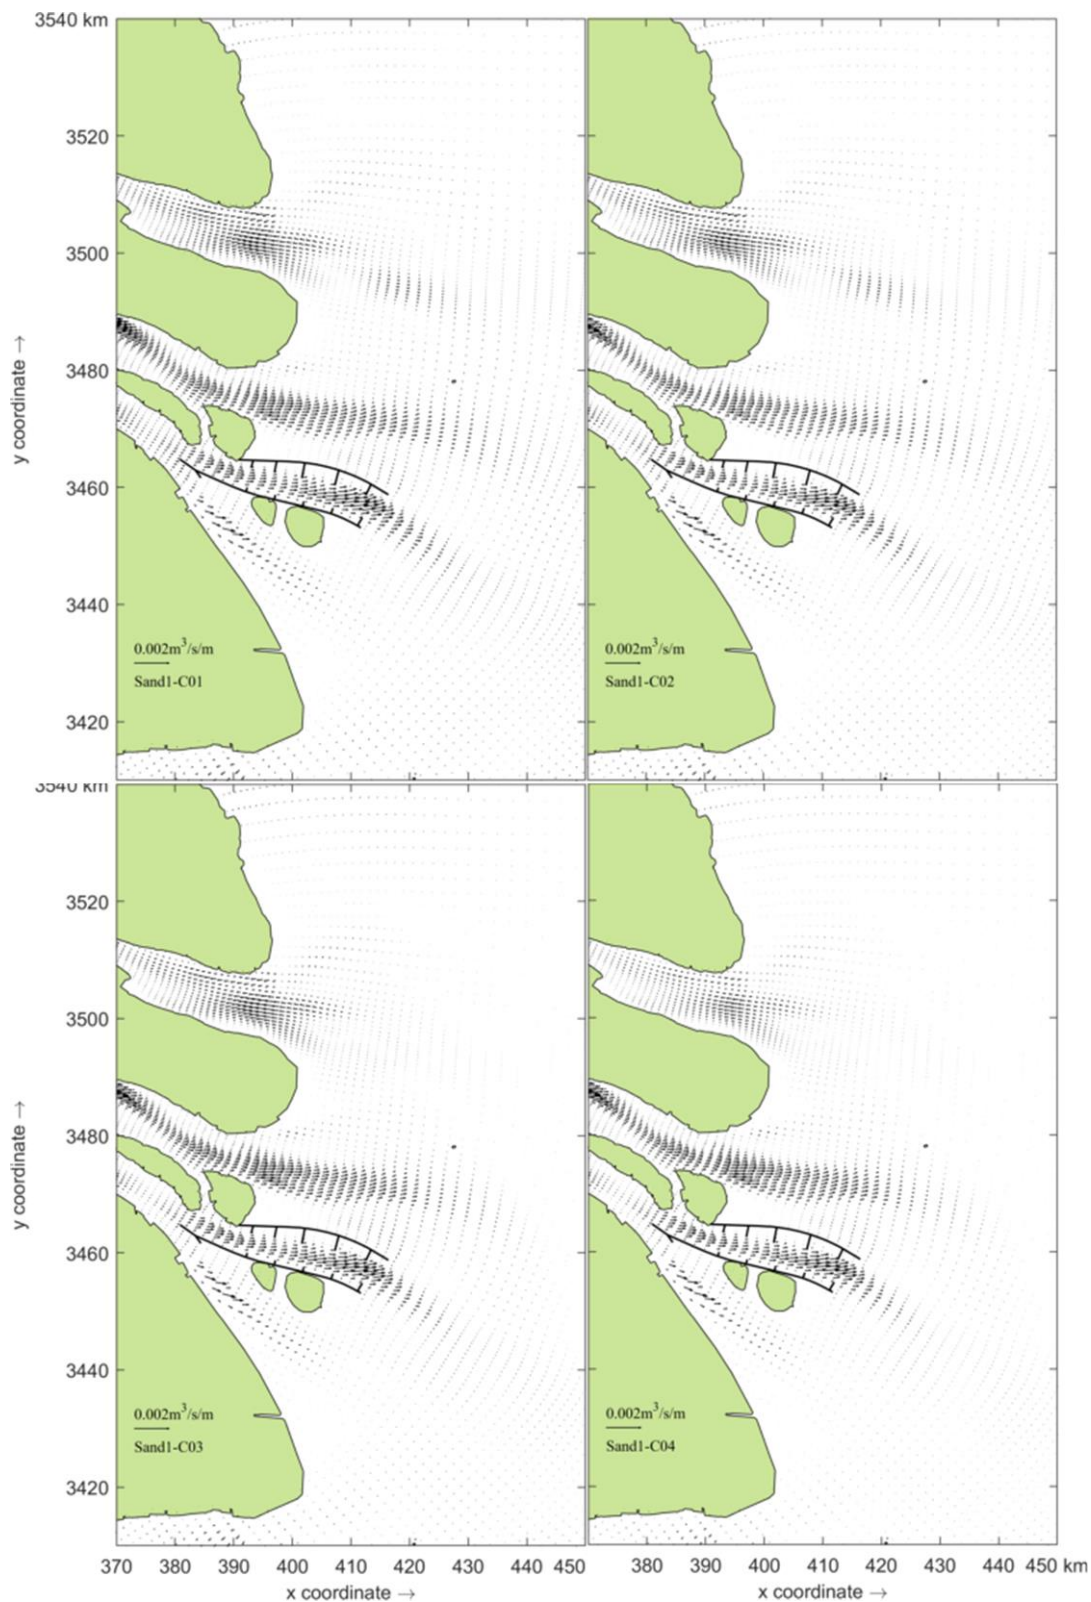 3540 km
3520
3500
3480
3460
3440
3420
y coordinate →
0.002m³/s/m
Sand1-C01
0.002m³/s/m
Sand1-C02
3540 km
3520
3500
3480
3460
3440
3420
y coordinate →
0.002m³/s/m
Sand1-C03
0.002m³/s/m
Sand1-C04
370 380 390 400 410 420 430 440 450
380 390 400 410 420 430 440 450 km
x coordinate →
x coordinate →